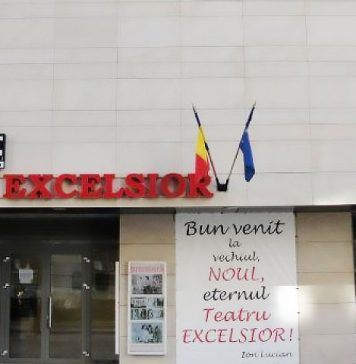 EXCELSIOR
Bun venit
la
vechiul,
NOUL,
eternul
Teatru
EXCELSIOR!
Ion Lucian